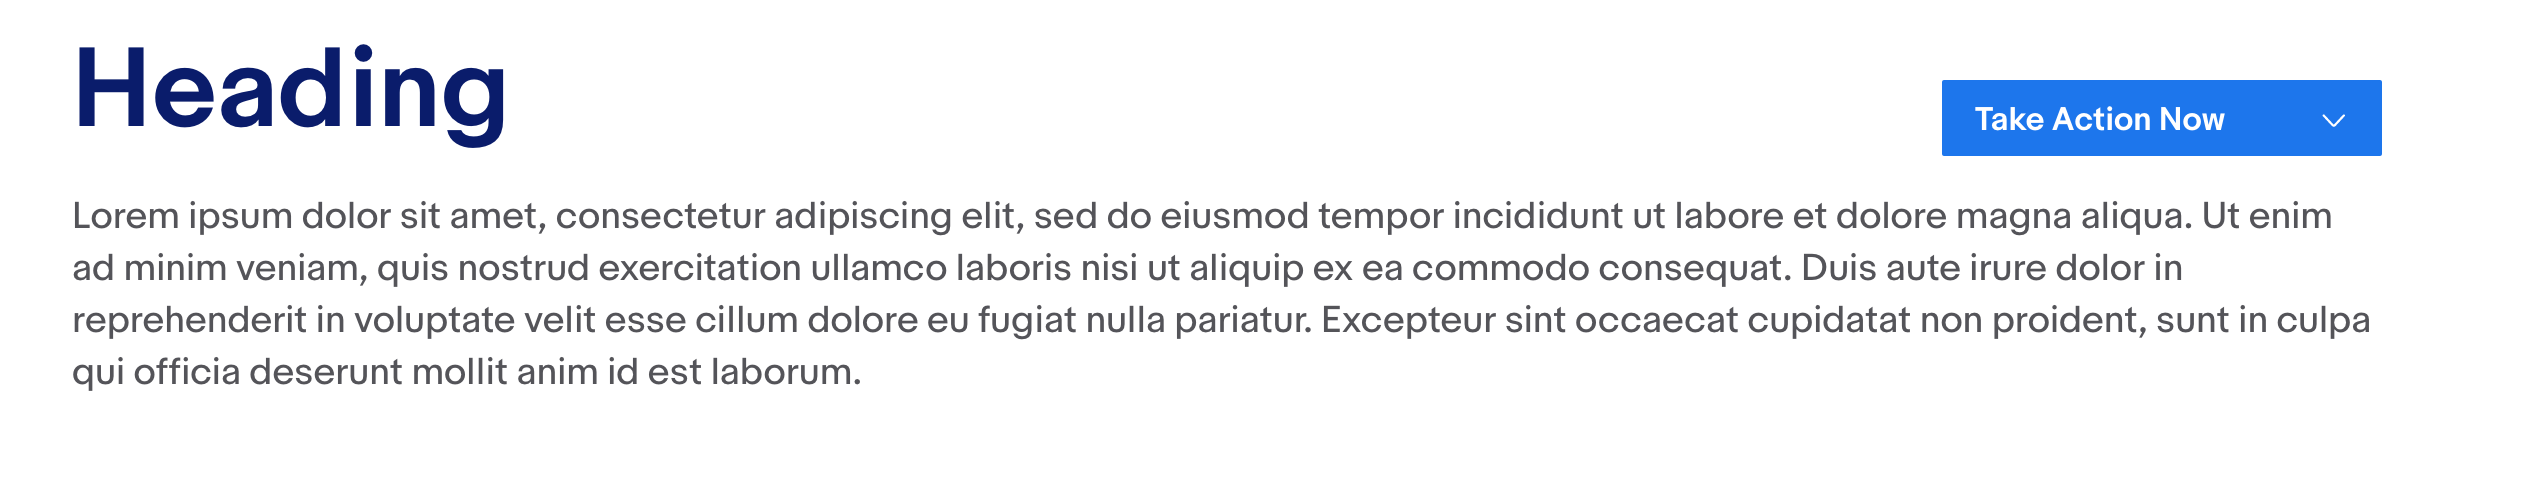 Heading
Take Action Now
Lorem ipsum dolor sit amet, consectetur adipiscing elit, sed do eiusmod tempor incididunt ut labore et dolore magna aliqua. Ut enim
ad minim veniam, quis nostrud exercitation ullamco laboris nisi ut aliquip ex ea commodo consequat. Duis aute irure dolor in
reprehenderit in voluptate velit esse cillum dolore eu fugiat nulla pariatur. Excepteur sint occaecat cupidatat non proident, sunt in culpa
qui officia deserunt mollit anim id est laborum.